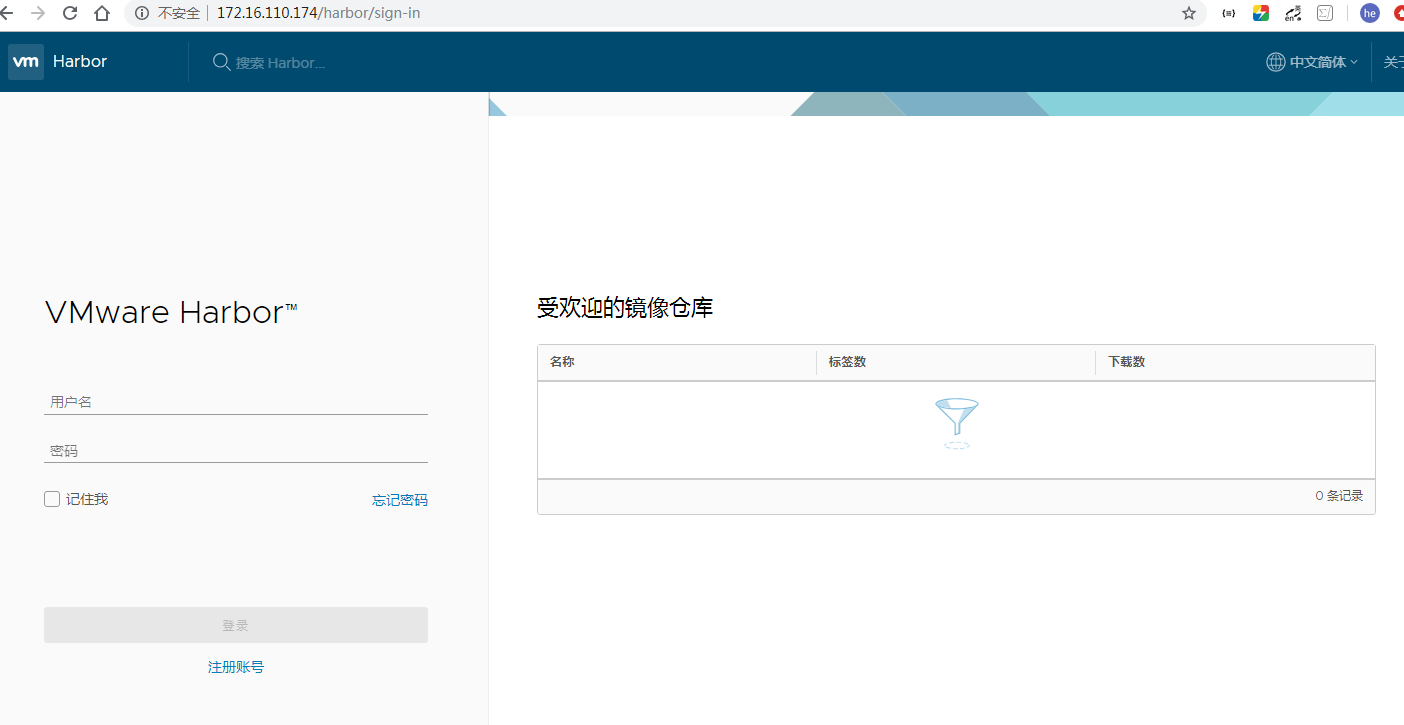 不安全 172.16.110.174/harbor/sign-in he
vm Harbor 搜索 Harbor... 中文简体 关于
VMware Harbor™
用户名
密码
记住我 忘记密码
登录
注册账号
受欢迎的镜像仓库
名称 标签数 下载数
0 条记录